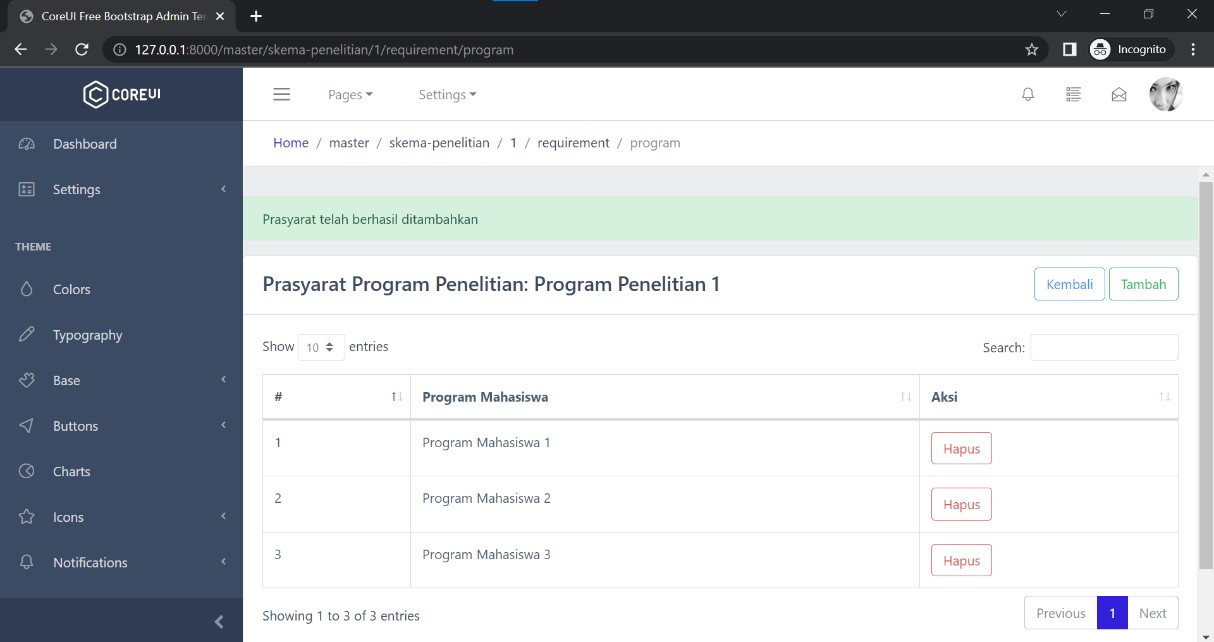 CoreUI Free Bootstrap Admin Ter
127.0.0.1:8000/master/skema-penelitian/1/requirement/program
Incognito
COREUI
Pages
Settings
Dashboard
Settings
THEME
Colors
Typography
Base
Buttons
Charts
Icons
Notifications
Home / master / skema-penelitian / 1 / requirement / program
Prasyarat telah berhasil ditambahkan
Prasyarat Program Penelitian: Program Penelitian 1
Kembali
Tambah
Show 10 entries
Search:
# Program Mahasiswa Aksi
1 Program Mahasiswa 1 Hapus
2 Program Mahasiswa 2 Hapus
3 Program Mahasiswa 3 Hapus
Showing 1 to 3 of 3 entries
Previous 1 Next